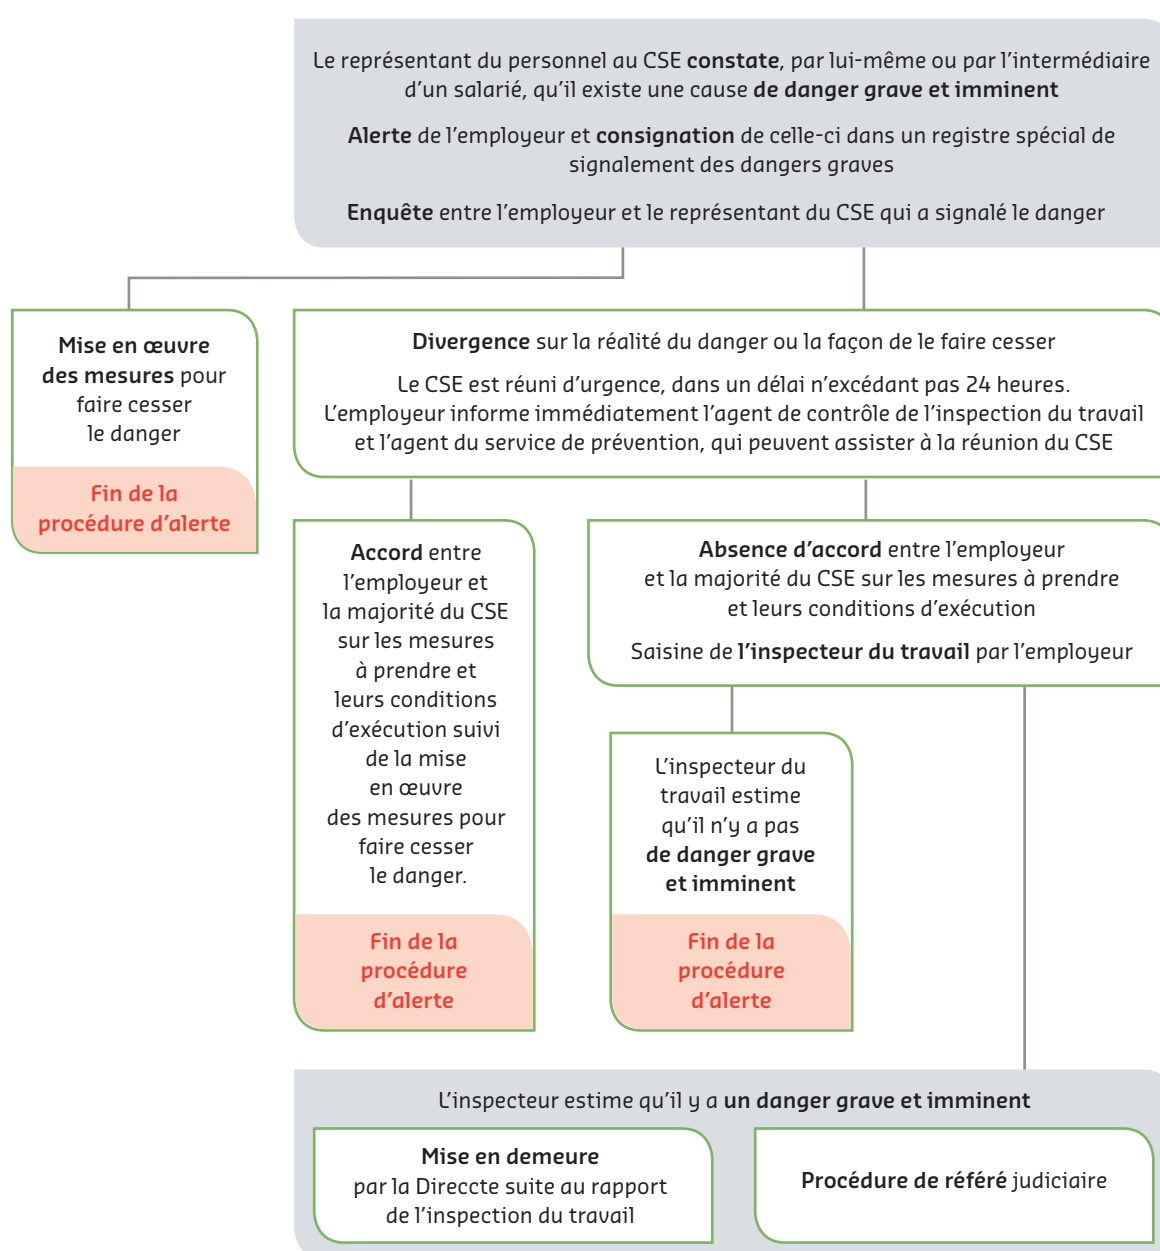 Le représentant du personnel au CSE constate, par lui-même ou par l'intermédiaire
d'un salarié, qu'il existe une cause de danger grave et imminent
Alerte de l'employeur et consignation de celle-ci dans un registre spécial de
signalement des dangers graves
Enquête entre l'employeur et le représentant du CSE qui a signalé le danger
Mise en œuvre
des mesures pour
faire cesser
le danger
Fin de la
procédure d'alerte
Divergence sur la réalité du danger ou la façon de le faire cesser
Le CSE est réuni d'urgence, dans un délai n'excédant pas 24 heures.
L'employeur informe immédiatement l'agent de contrôle de l'inspection du travail
et l'agent du service de prévention, qui peuvent assister à la réunion du CSE
Accord entre
l'employeur et
la majorité du CSE
sur les mesures
à prendre et
leurs conditions
d'exécution suivi
de la mise
en œuvre
des mesures pour
faire cesser
le danger.
Fin de la
procédure
d'alerte
Absence d'accord entre l'employeur
et la majorité du CSE sur les mesures à prendre
et leurs conditions d'exécution
Saisine de l'inspecteur du travail par l'employeur
L'inspecteur du
travail estime
qu'il n'y a pas
de danger grave
et imminent
Fin de la
procédure
d'alerte
L'inspecteur estime qu'il y a un danger grave et imminent
Mise en demeure
par la Direccte suite au rapport
de l'inspection du travail
Procédure de référé judiciaire